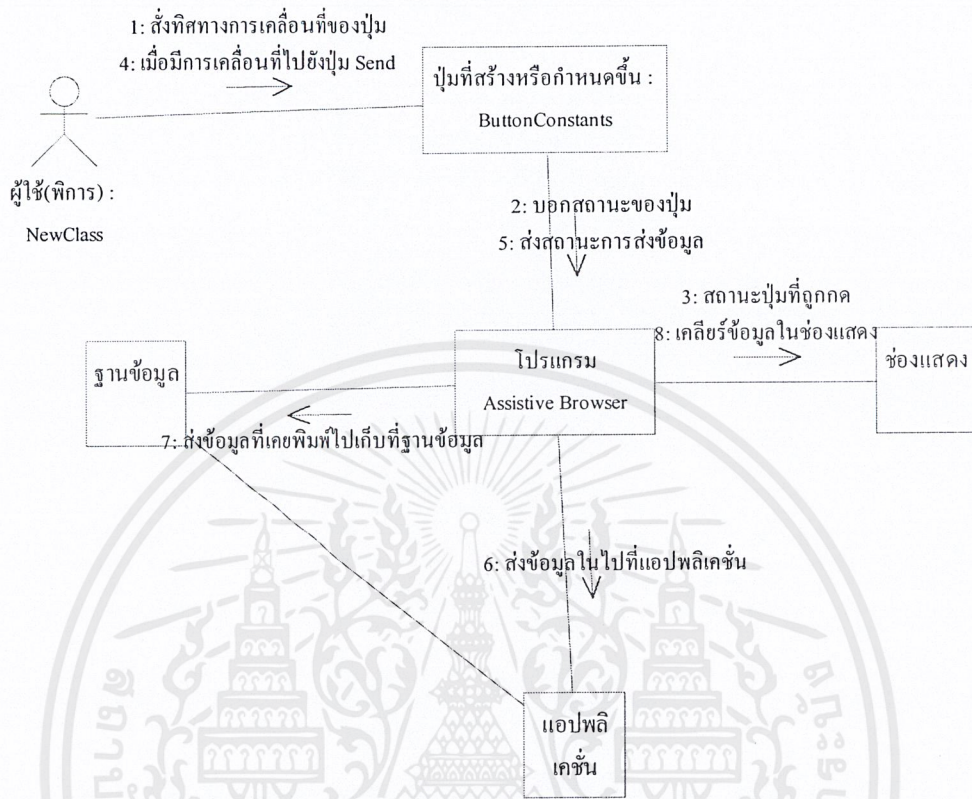 1: สั่งทิศทางการเคลื่อนที่ของปุ่ม
4: เมื่อมีการเคลื่อนที่ไปยังปุ่ม Send
ปุ่มที่สร้างหรือกำหนดขึ้น :
ButtonConstants
ผู้ใช้(พิการ) :
NewClass
2: บอกสถานะของปุ่ม
5: ส่งสถานะการส่งข้อมูล
3: สถานะปุ่มที่ถูกกด
8: เคลียร์ข้อมูลในช่องแสดง
ฐานข้อมูล
โปรแกรม
Assistive Browser
ช่องแสดง
7: ส่งข้อมูลที่เคยพิมพ์ไปเก็บที่ฐานข้อมูล
6: ส่งข้อมูลในไปที่แอปพลิเคชั่น
แอปพลิ
เคชั่น